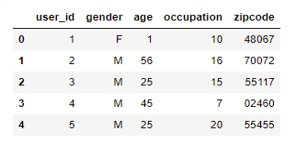 user_id gender age occupation zipcode
0 1 F 1 10 48067
1 2 M 56 16 70072
2 3 M 25 15 55117
3 4 M 45 7 02460
4 5 M 25 20 55455